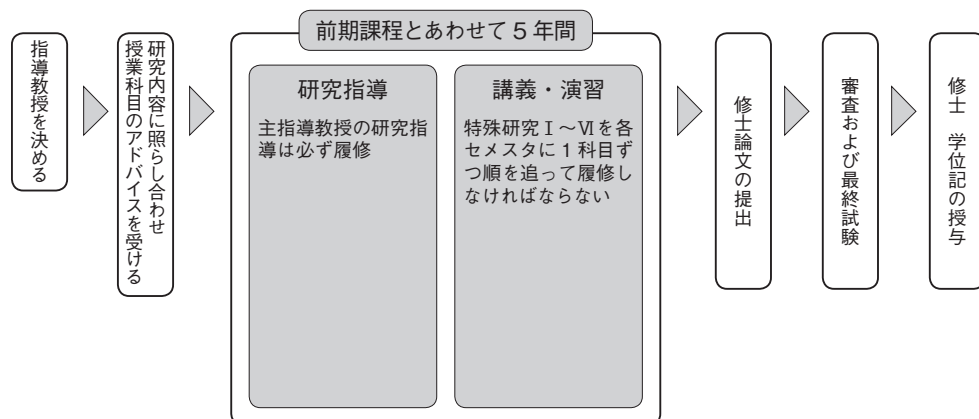 指導教授を決める
研究内容に照らし合わせ
授業科目のアドバイスを受ける
前期課程とあわせて5年間
研究指導
主指導教授の研究指
導は必ず履修
講義・演習
特殊研究Ⅰ〜Ⅵを各
セメスタに1科目ず
つ順を追って履修し
なければならない
修士論文の提出
審査および最終試験
修士 学位記の授与